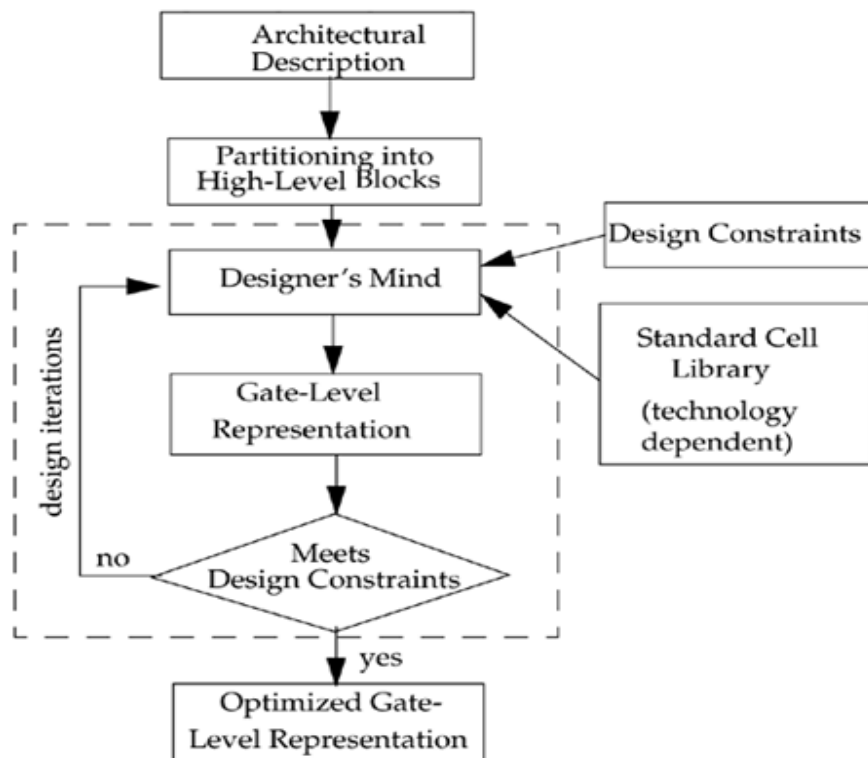 Architectural
Description
Partitioning into
High-Level Blocks
Designer's Mind
Design Constraints
Standard Cell
Library
(technology
dependent)
Gate-Level
Representation
design iterations
Meets
Design Constraints
no
yes
Optimized Gate-
Level Representation